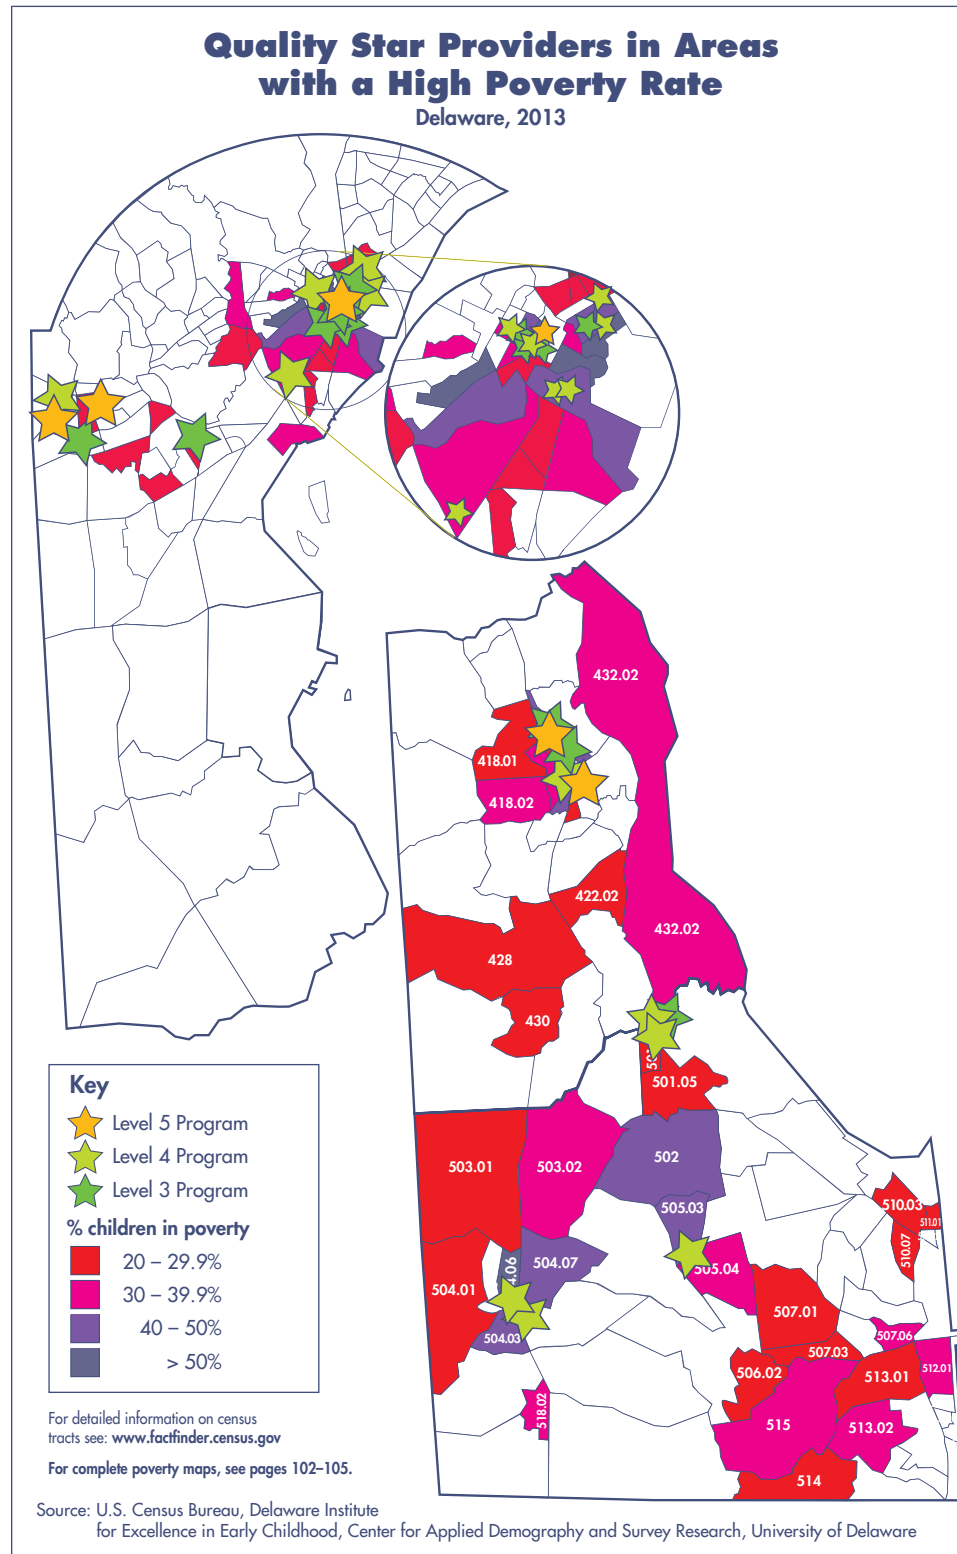 Quality Star Providers in Areas
with a High Poverty Rate
Delaware, 2013
432.02
418.01
418.02
422.02
432.02
428
430
501.05
503.01
503.02
502
505.03
510.03
511.01
510.07
504.07
505.04
504.01
504.03
507.01
507.06
507.03
506.02
513.01
512.01
518.02
515
513.02
514
Key
Level 5 Program
Level 4 Program
Level 3 Program
% children in poverty
20 – 29.9%
30 – 39.9%
40 – 50%
> 50%
For detailed information on census
tracts see: www.factfinder.census.gov
For complete poverty maps, see pages 102–105.
Source: U.S. Census Bureau, Delaware Institute
for Excellence in Early Childhood, Center for Applied Demography and Survey Research, University of Delaware